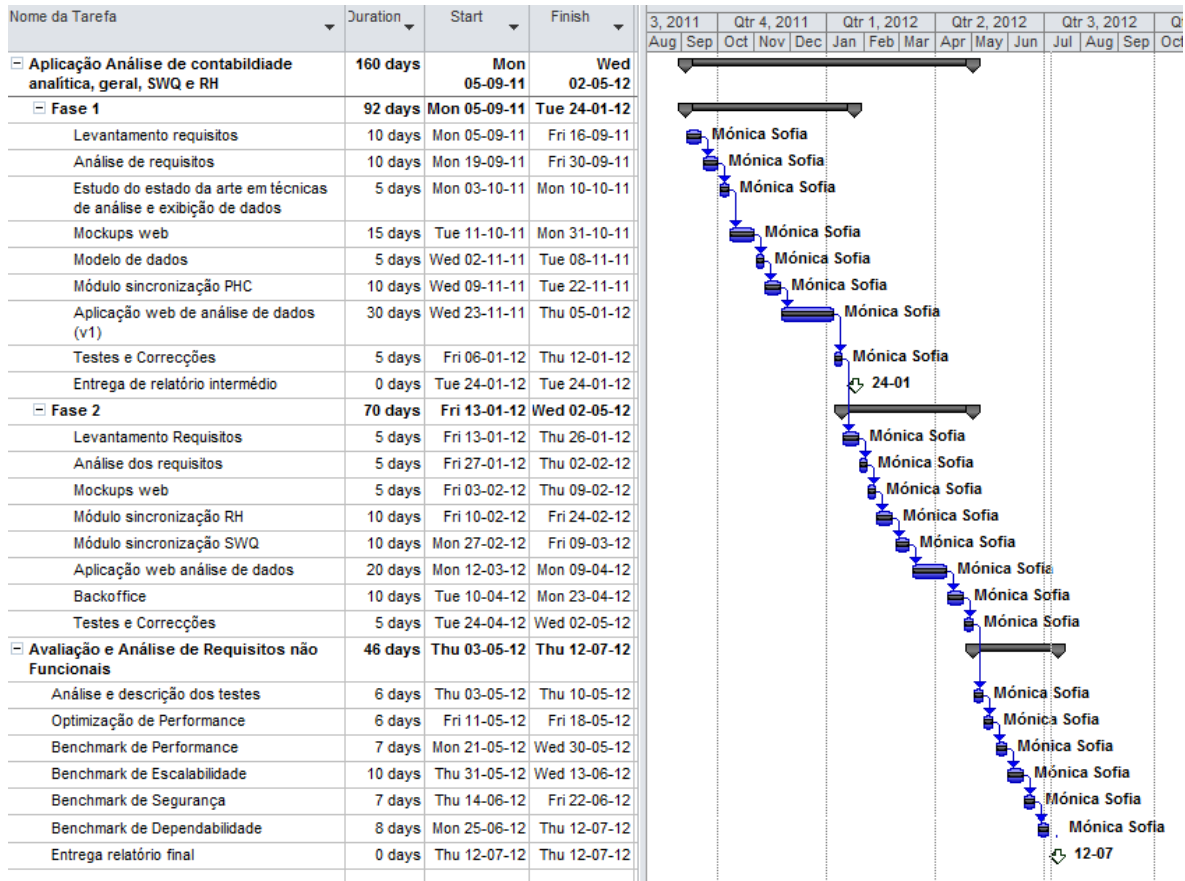 Nome da Tarefa Duration Start Finish 3, 2011 Qtr 4, 2011 Qtr 1, 2012 Qtr 2, 2012 Qtr 3, 2012
Aug Sep Oct Nov Dec Jan Feb Mar Apr May Jun Jul Aug Sep Oct
Aplicação Análise de contabildiade 160 days Mon Wed
analítica, geral, SWQ e RH 05-09-11 02-05-12
Fase 1 92 days Mon 05-09-11 Tue 24-01-12
Levantamento requisitos 10 days Mon 05-09-11 Fri 16-09-11 Mónica Sofia
Análise de requisitos 10 days Mon 19-09-11 Fri 30-09-11 Mónica Sofia
Estudo do estado da arte em técnicas 5 days Mon 03-10-11 Mon 10-10-11 Mónica Sofia
de análise e exibição de dados
Mockups web 15 days Tue 11-10-11 Mon 31-10-11 Mónica Sofia
Modelo de dados 5 days Wed 02-11-11 Tue 08-11-11 Mónica Sofia
Módulo sincronização PHC 10 days Wed 09-11-11 Tue 22-11-11 Mónica Sofia
Aplicação web de análise de dados 30 days Wed 23-11-11 Thu 05-01-12 Mónica Sofia
(v1)
Testes e Correcções 5 days Fri 06-01-12 Thu 12-01-12 Mónica Sofia
Entrega de relatório intermédio 0 days Tue 24-01-12 Tue 24-01-12 24-01
Fase 2 70 days Fri 13-01-12 Wed 02-05-12
Levantamento Requisitos 5 days Fri 13-01-12 Thu 26-01-12 Mónica Sofia
Análise dos requisitos 5 days Fri 27-01-12 Thu 02-02-12 Mónica Sofia
Mockups web 5 days Fri 03-02-12 Thu 09-02-12 Mónica Sofia
Módulo sincronização RH 10 days Fri 10-02-12 Fri 24-02-12 Mónica Sofia
Módulo sincronização SWQ 10 days Mon 27-02-12 Fri 09-03-12 Mónica Sofia
Aplicação web análise de dados 20 days Mon 12-03-12 Mon 09-04-12 Mónica Sofia
Backoffice 10 days Tue 10-04-12 Mon 23-04-12 Mónica Sofia
Testes e Correcções 5 days Tue 24-04-12 Wed 02-05-12 Mónica Sofia
Avaliação e Análise de Requisitos não 46 days Thu 03-05-12 Thu 12-07-12
Funcionais
Análise e descrição dos testes 6 days Thu 03-05-12 Thu 10-05-12 Mónica Sofia
Optimização de Performance 6 days Fri 11-05-12 Fri 18-05-12 Mónica Sofia
Benchmark de Performance 7 days Mon 21-05-12 Wed 30-05-12 Mónica Sofia
Benchmark de Escalabilidade 10 days Thu 31-05-12 Wed 13-06-12 Mónica Sofia
Benchmark de Segurança 7 days Thu 14-06-12 Fri 22-06-12 Mónica Sofia
Benchmark de Dependabilidade 8 days Mon 25-06-12 Thu 12-07-12 Mónica Sofia
Entrega relatório final 0 days Thu 12-07-12 Thu 12-07-12 12-07